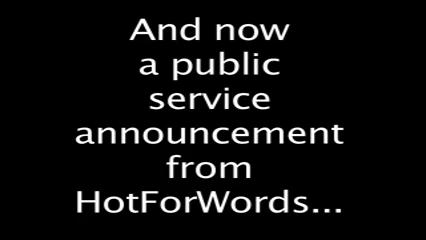 And now
a public
service
announcement
from
HotForWords...